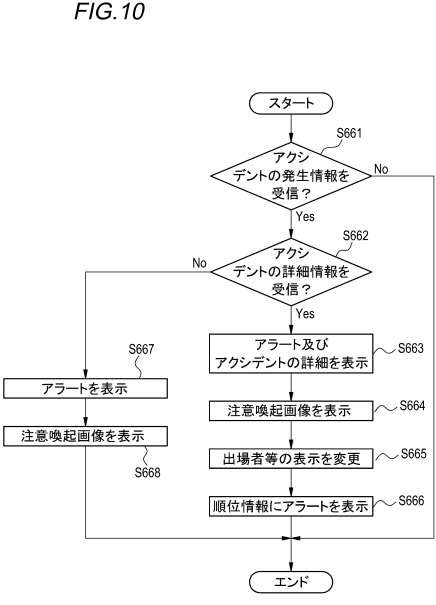 FIG.10
スタート
S661
アクシ
デントの発生情報を
受信？
No
Yes
S662
アクシ
デントの詳細情報を
受信？
No
Yes
S663
アラート及び
アクシデントの詳細を表示
S667
アラートを表示
S664
注意喚起画像を表示
注意喚起画像を表示
S668
S665
出場者等の表示を変更
S666
順位情報にアラートを表示
エンド